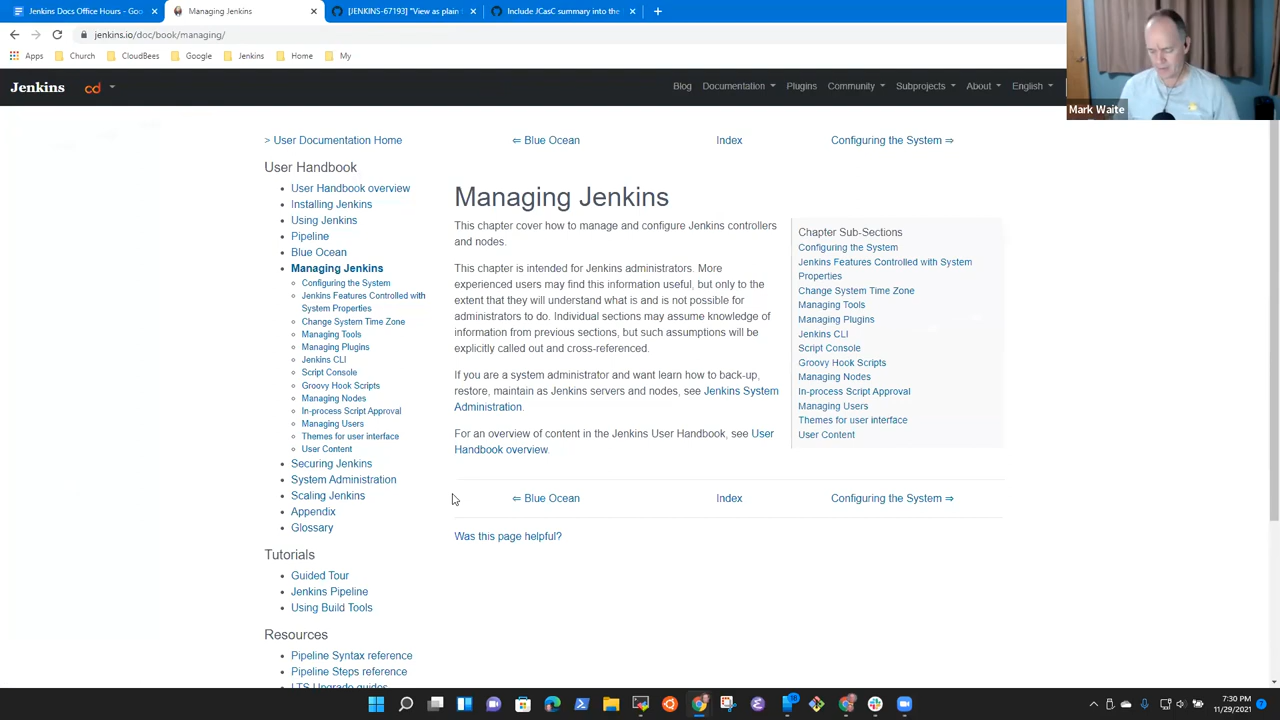 Jenkins Docs Office Hours - Goo
Managing Jenkins
[JENKINS-67193] "View as plain
Include JCasC summary into the
jenkins.io/doc/book/managing/
Apps
Church
CloudBees
Google
Jenkins
Home
My
Jenkins
cd
Blog
Documentation
Plugins
Community
Subprojects
About
English
Mark Waite
> User Documentation Home
⇐ Blue Ocean
Index
Configuring the System ⇒
User Handbook
User Handbook overview
Installing Jenkins
Using Jenkins
Pipeline
Blue Ocean
Managing Jenkins
Configuring the System
Jenkins Features Controlled with
System Properties
Change System Time Zone
Managing Tools
Managing Plugins
Jenkins CLI
Script Console
Groovy Hook Scripts
Managing Nodes
In-process Script Approval
Managing Users
Themes for user interface
User Content
Securing Jenkins
System Administration
Scaling Jenkins
Appendix
Glossary
Tutorials
Guided Tour
Jenkins Pipeline
Using Build Tools
Resources
Pipeline Syntax reference
Pipeline Steps reference
LTS Upgrade guides
Managing Jenkins
This chapter cover how to manage and configure Jenkins controllers
and nodes.
This chapter is intended for Jenkins administrators. More
experienced users may find this information useful, but only to the
extent that they will understand what is and is not possible for
administrators to do. Individual sections may assume knowledge of
information from previous sections, but such assumptions will be
explicitly called out and cross-referenced.
If you are a system administrator and want learn how to back-up,
restore, maintain as Jenkins servers and nodes, see Jenkins System
Administration.
For an overview of content in the Jenkins User Handbook, see User
Handbook overview.
Chapter Sub-Sections
Configuring the System
Jenkins Features Controlled with System
Properties
Change System Time Zone
Managing Tools
Managing Plugins
Jenkins CLI
Script Console
Groovy Hook Scripts
Managing Nodes
In-process Script Approval
Managing Users
Themes for user interface
User Content
⇐ Blue Ocean
Index
Configuring the System ⇒
Was this page helpful?
7:30 PM
11/29/2021